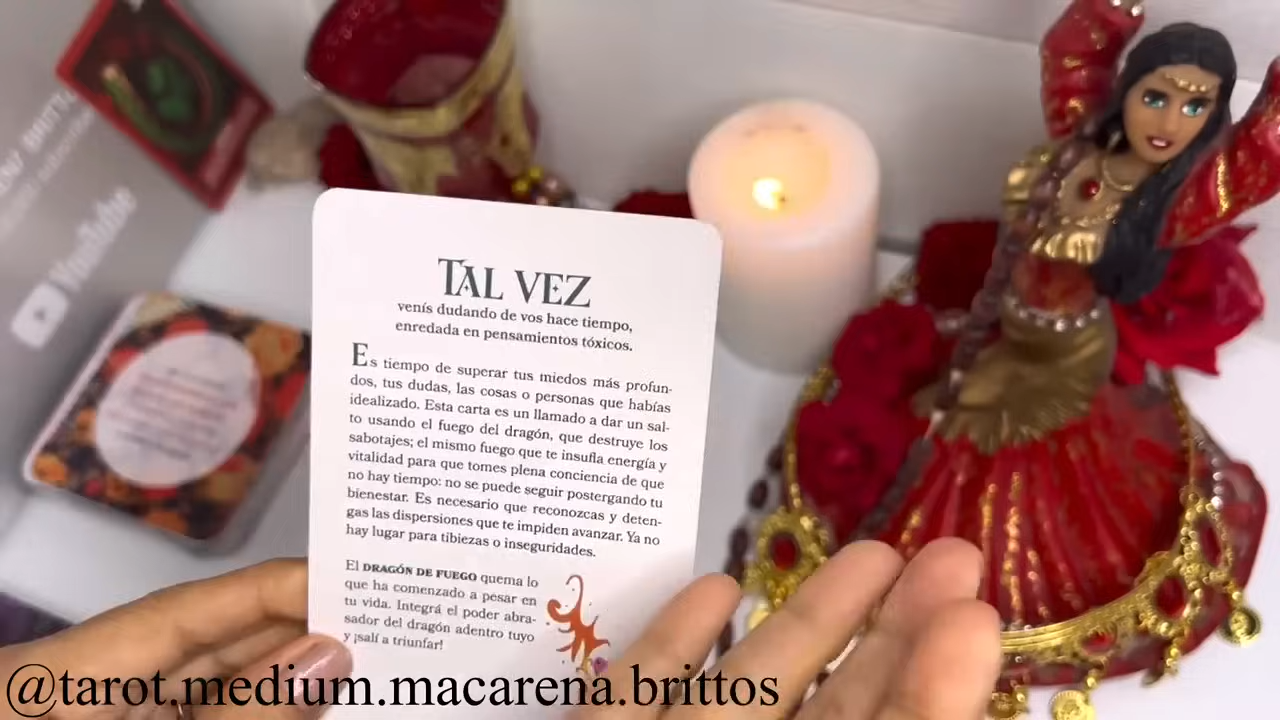 TAL VEZ
venís dudando de vos hace tiempo,
enredada en pensamientos tóxicos.
Es tiempo de superar tus miedos más profun-
dos, tus dudas, las cosas o personas que habías
idealizado. Esta carta es un llamado a dar un sal-
to usando el fuego del dragón, que destruye los
sabotajes; el mismo fuego que te insufla energía y
vitalidad para que tomes plena conciencia de que
no hay tiempo: no se puede seguir postergando tu
bienestar. Es necesario que reconozcas y deten-
gas las dispersiones que te impiden avanzar. Ya no
hay lugar para tibiezas o inseguridades.
El DRAGÓN DE FUEGO quema lo
que ha comenzado a pesar en
tu vida. Integrá el poder abra-
sador del dragón adentro tuyo
y ¡salí a triunfar!
YouTube
@tarot.medium.macarena.brittos